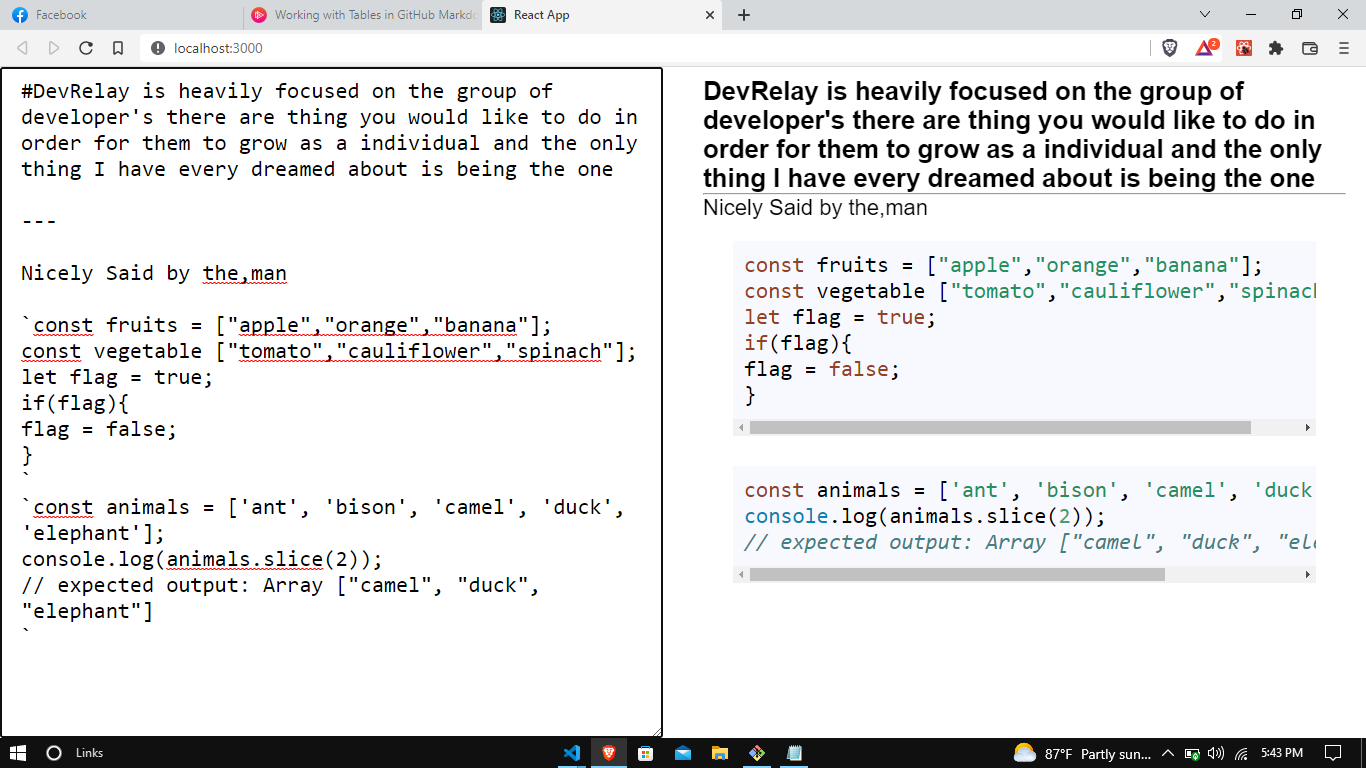 Facebook
Working with Tables in GitHub Markdo
React App
localhost:3000
2
#DevRelay is heavily focused on the group of
developer's there are thing you would like to do in
order for them to grow as a individual and the only
thing I have every dreamed about is being the one
---
Nicely Said by the,man
`const fruits = ["apple","orange","banana"];
const vegetable ["tomato","cauliflower","spinach"];
let flag = true;
if(flag){
flag = false;
}
`
`const animals = ['ant', 'bison', 'camel', 'duck',
'elephant'];
console.log(animals.slice(2));
// expected output: Array ["camel", "duck",
"elephant"]
`
DevRelay is heavily focused on the group of
developer's there are thing you would like to do in
order for them to grow as a individual and the only
thing I have every dreamed about is being the one
Nicely Said by the,man
const fruits = ["apple","orange","banana"];
const vegetable ["tomato","cauliflower","spinach
let flag = true;
if(flag){
flag = false;
}
const animals = ['ant', 'bison', 'camel', 'duck
console.log(animals.slice(2));
// expected output: Array ["camel", "duck", "ele
Links
87°F Partly sun...
5:43 PM